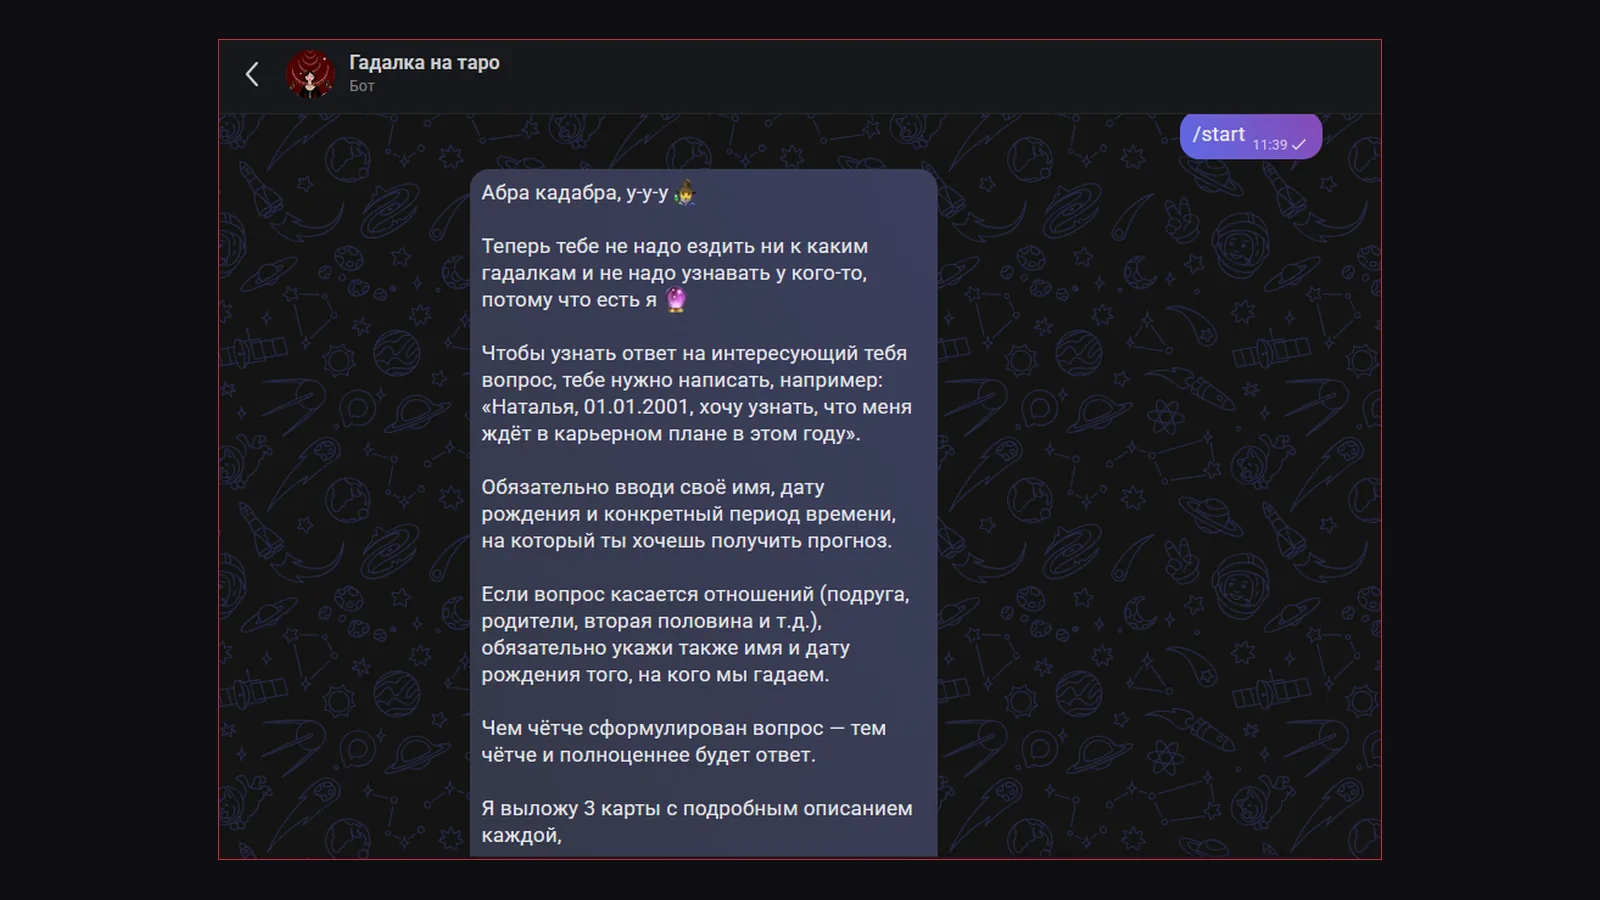 Гадалка на таро
Бот
/start 11:39
Абра кадабра, у-у-у
Теперь тебе не надо ездить ни к каким
гадалкам и не надо узнавать у кого-то,
потому что есть я
Чтобы узнать ответ на интересующий тебя
вопрос, тебе нужно написать, например:
«Наталья, 01.01.2001, хочу узнать, что меня
ждёт в карьерном плане в этом году».
Обязательно вводи своё имя, дату
рождения и конкретный период времени,
на который ты хочешь получить прогноз.
Если вопрос касается отношений (подруга,
родители, вторая половина и т.д.),
обязательно укажи также имя и дату
рождения того, на кого мы гадаем.
Чем чётче сформулирован вопрос — тем
чётче и полноценнее будет ответ.
Я выложу 3 карты с подробным описанием
каждой,